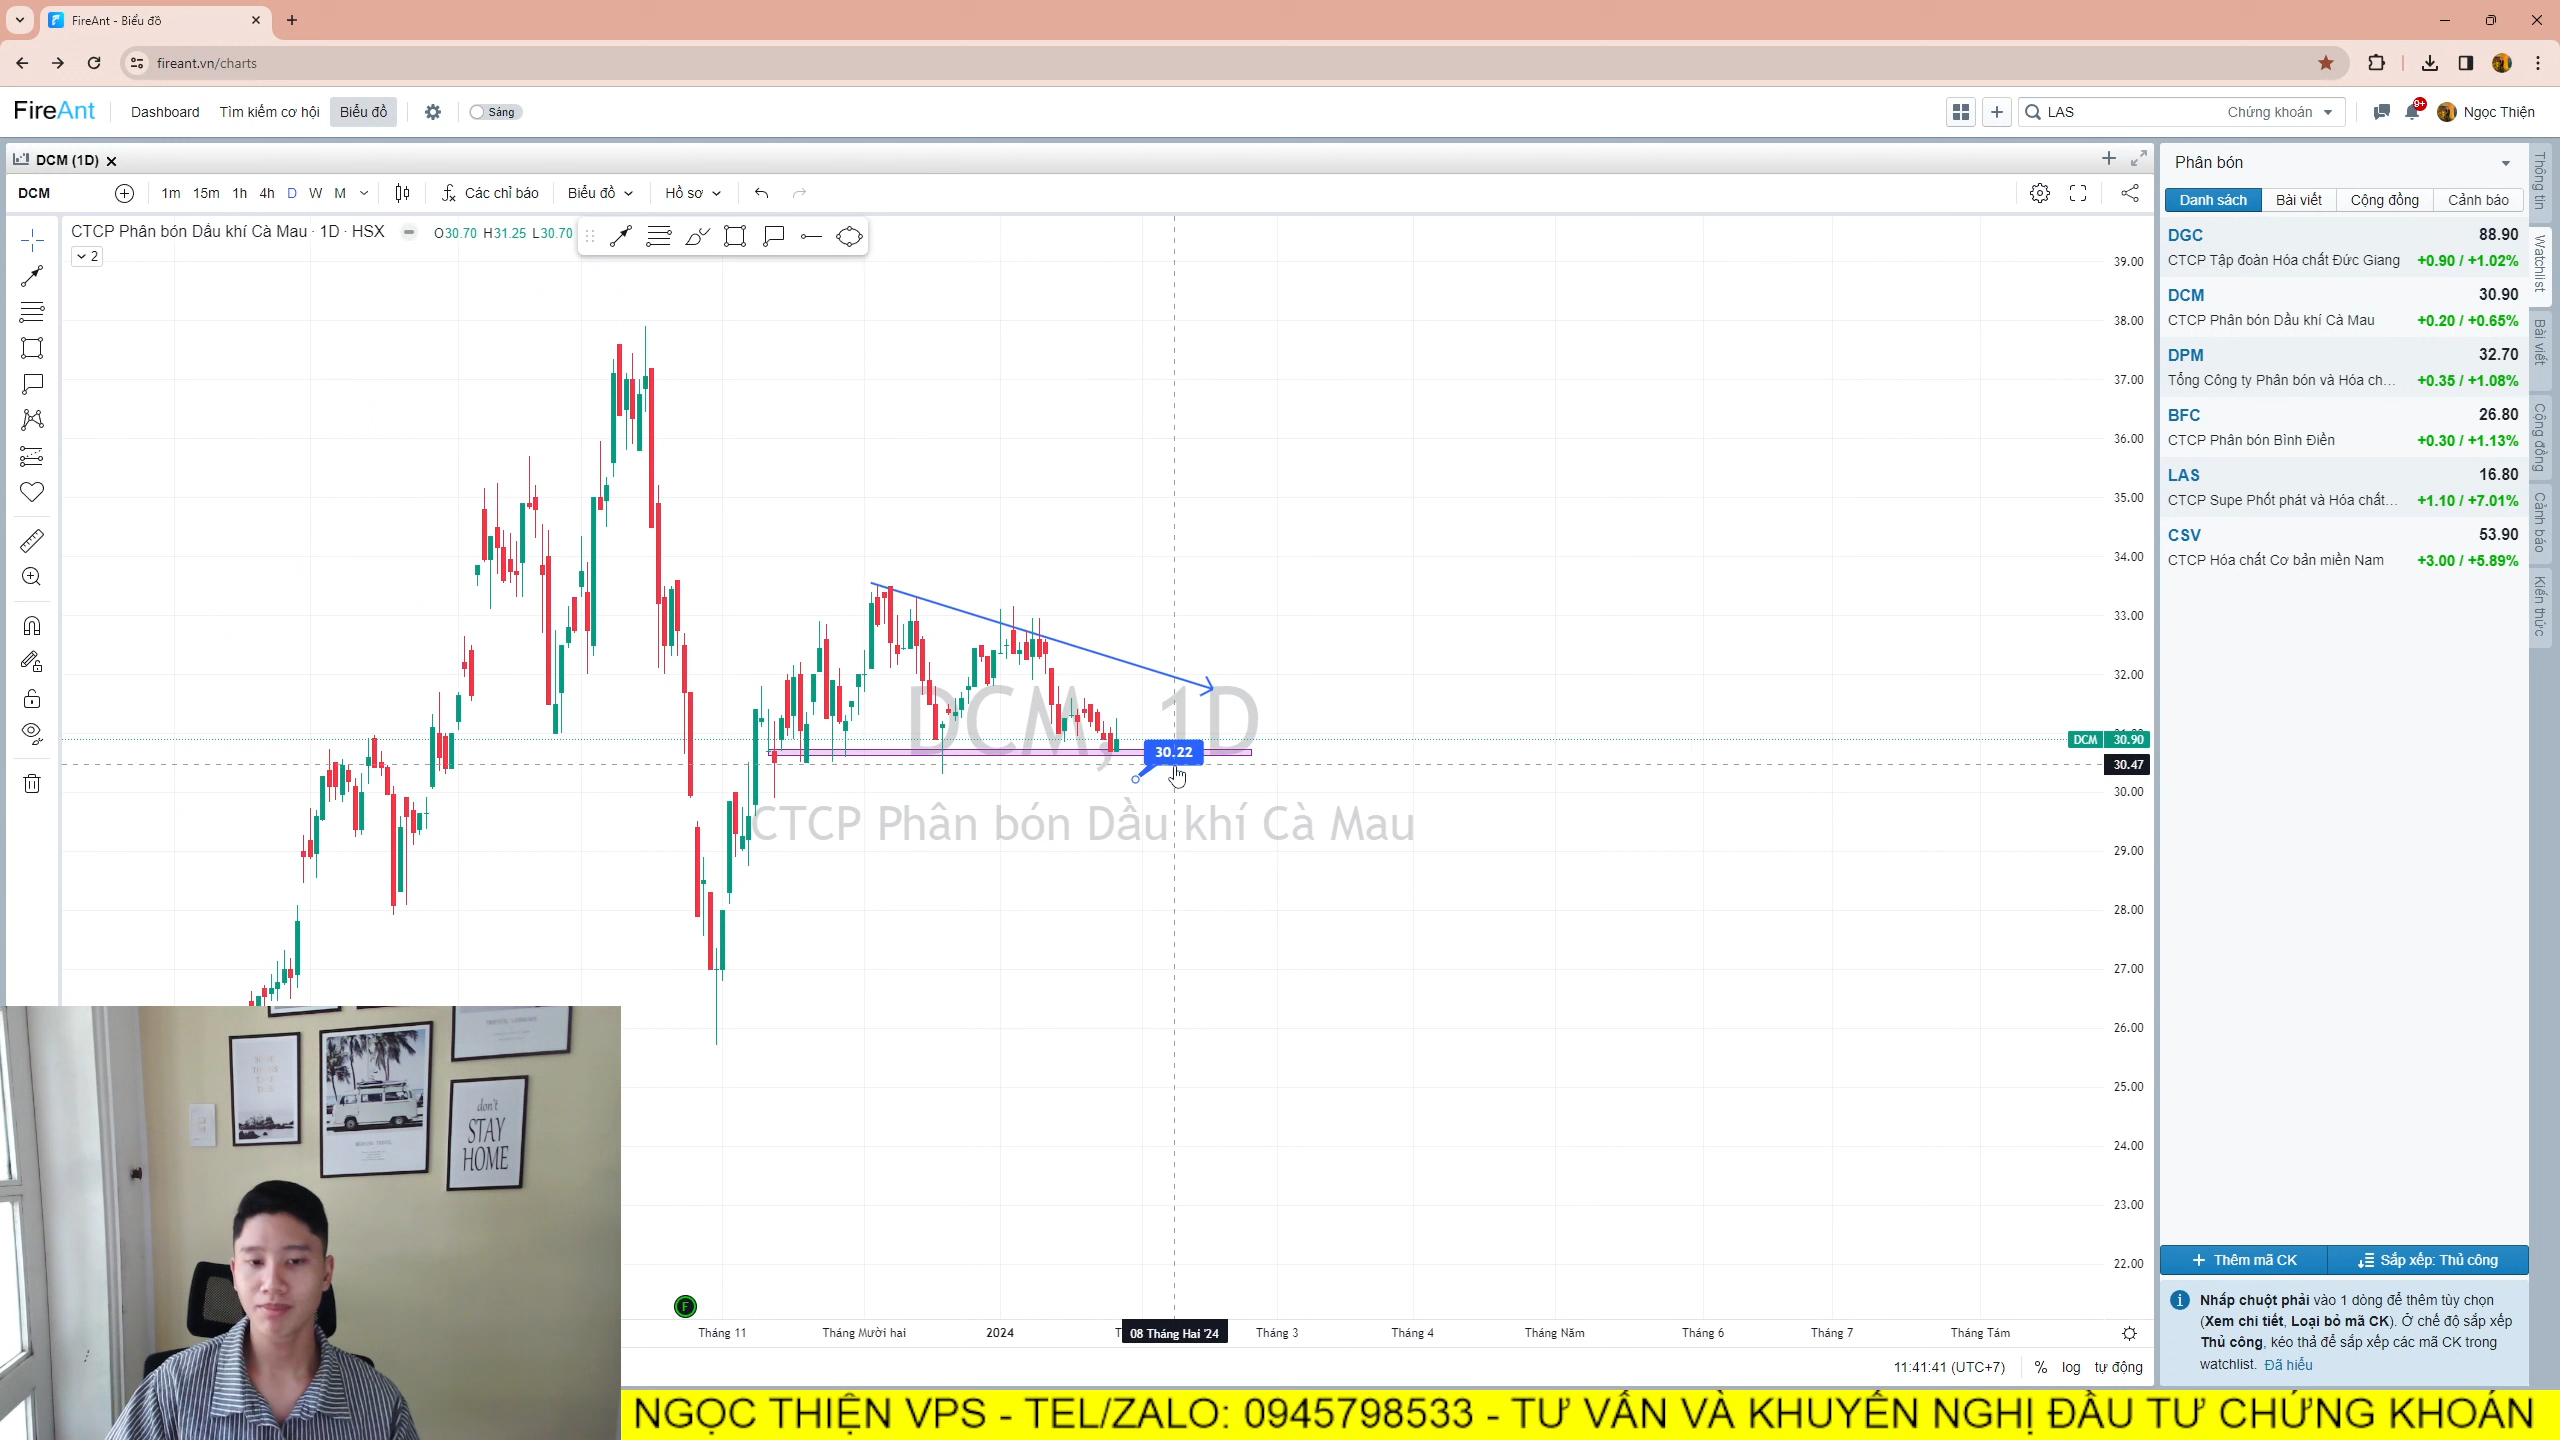 FireAnt - Biểu đồ
fireant.vn/charts
FireAnt
Dashboard
Tìm kiếm cơ hội
Biểu đồ
Sáng
LAS
Chứng khoán
9+
Ngọc Thiện
DCM (1D)
DCM
1m 15m 1h 4h D W M
Các chỉ báo
Biểu đồ
Hồ sơ
CTCP Phân bón Dầu khí Cà Mau · 1D · HSX
O30.70 H31.25 L30.70
2
DCM, 1D
CTCP Phân bón Dầu khí Cà Mau
30.22
39.00
38.00
37.00
36.00
35.00
34.00
33.00
32.00
DCM 30.90
30.47
30.00
29.00
28.00
27.00
26.00
25.00
24.00
23.00
22.00
F
Tháng 11
Tháng Mười hai
2024
08 Tháng Hai '24
Tháng 3
Tháng 4
Tháng Năm
Tháng 6
Tháng 7
Tháng Tám
11:41:41 (UTC+7)
%
log
tự động
Phân bón
Danh sách
Bài viết
Cộng đồng
Cảnh báo
DGC 88.90
CTCP Tập đoàn Hóa chất Đức Giang +0.90 / +1.02%
DCM 30.90
CTCP Phân bón Dầu khí Cà Mau +0.20 / +0.65%
DPM 32.70
Tổng Công ty Phân bón và Hóa ch... +0.35 / +1.08%
BFC 26.80
CTCP Phân bón Bình Điền +0.30 / +1.13%
LAS 16.80
CTCP Supe Phốt phát và Hóa chất... +1.10 / +7.01%
CSV 53.90
CTCP Hóa chất Cơ bản miền Nam +3.00 / +5.89%
Thông tin
Watchlist
Bài viết
Cộng đồng
Cảnh báo
Kiến thức
Thêm mã CK
Sắp xếp: Thủ công
Nhấp chuột phải vào 1 dòng để thêm tùy chọn
(Xem chi tiết, Loại bỏ mã CK). Ở chế độ sắp xếp
Thủ công, kéo thả để sắp xếp các mã CK trong
watchlist. Đã hiểu
don't
STAY
HOME
NGỌC THIỆN VPS - TEL/ZALO: 0945798533 - TƯ VẤN VÀ KHUYẾN NGHỊ ĐẦU TƯ CHỨNG KHOÁN